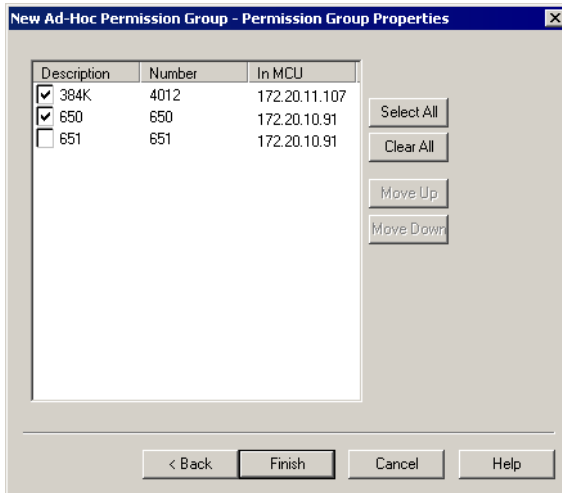 New Ad-Hoc Permission Group - Permission Group Properties
Description Number In MCU
384K 4012 172.20.11.107
650 650 172.20.10.91
651 651 172.20.10.91
Select All
Clear All
Move Up
Move Down
< Back Finish Cancel Help